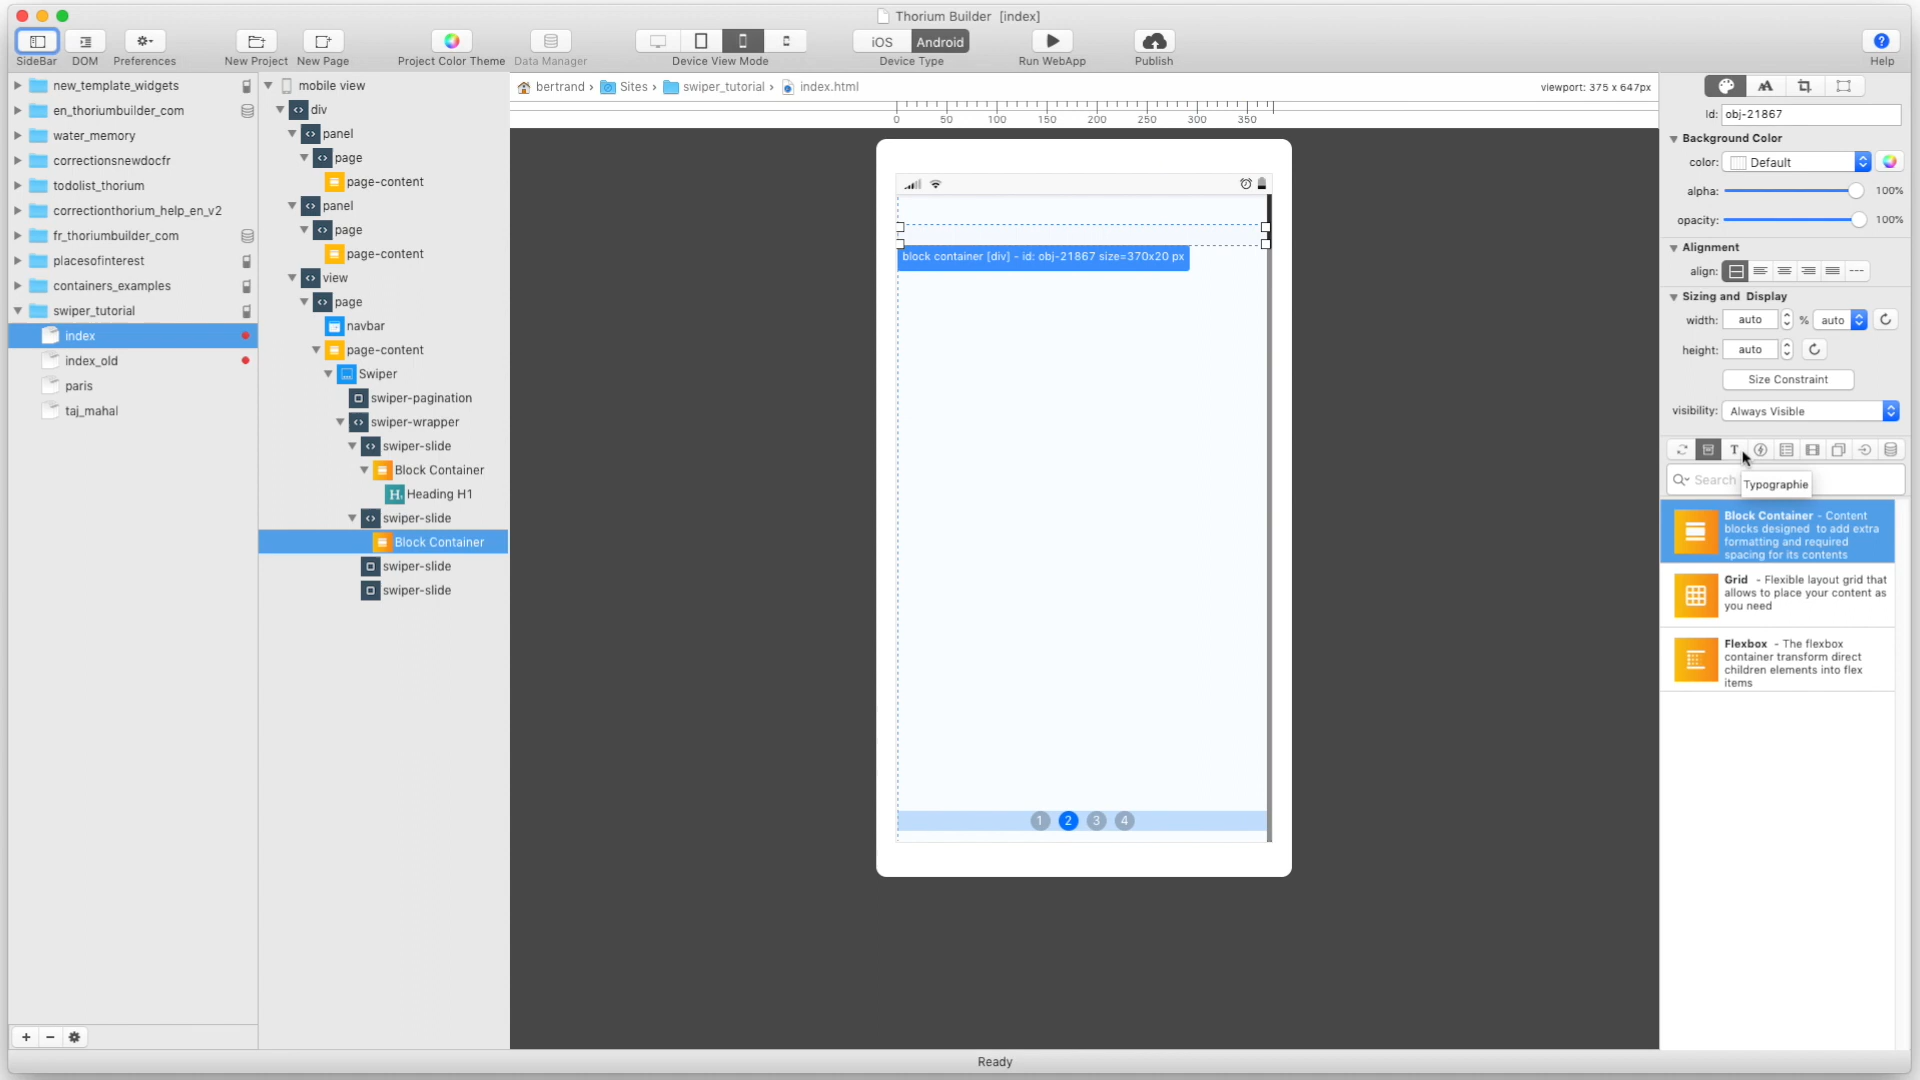 Thorium Builder [index]
SideBar DOM Preferences New Project New Page Project Color Theme Data Manager Device View Mode iOS Android Device Type Run WebApp Publish Help
new_template_widgets
en_thoriumbuilder_com
water_memory
correctionsnewdocfr
todolist_thorium
correctionthorium_help_en_v2
fr_thoriumbuilder_com
placesofinterest
containers_examples
swiper_tutorial
index
index_old
paris
taj_mahal
mobile view
div
panel
page
page-content
panel
page
page-content
view
page
navbar
page-content
Swiper
swiper-pagination
swiper-wrapper
swiper-slide
Block Container
H1 Heading H1
swiper-slide
Block Container
swiper-slide
swiper-slide
bertrand › Sites › swiper_tutorial › index.html
viewport: 375 x 647px
0 50 100 150 200 250 300 350
block container [div] - id: obj-21867 size=370x20 px
1 2 3 4
Id: obj-21867
Background Color
color: Default
alpha: 100%
opacity: 100%
Alignment
align:
Sizing and Display
width: auto % auto
height: auto
Size Constraint
visibility: Always Visible
Search
Typographie
Block Container - Content
blocks designed to add extra
formatting and required
spacing for its contents
Grid - Flexible layout grid that
allows to place your content as
you need
Flexbox - The flexbox
container transform direct
children elements into flex
items
Ready